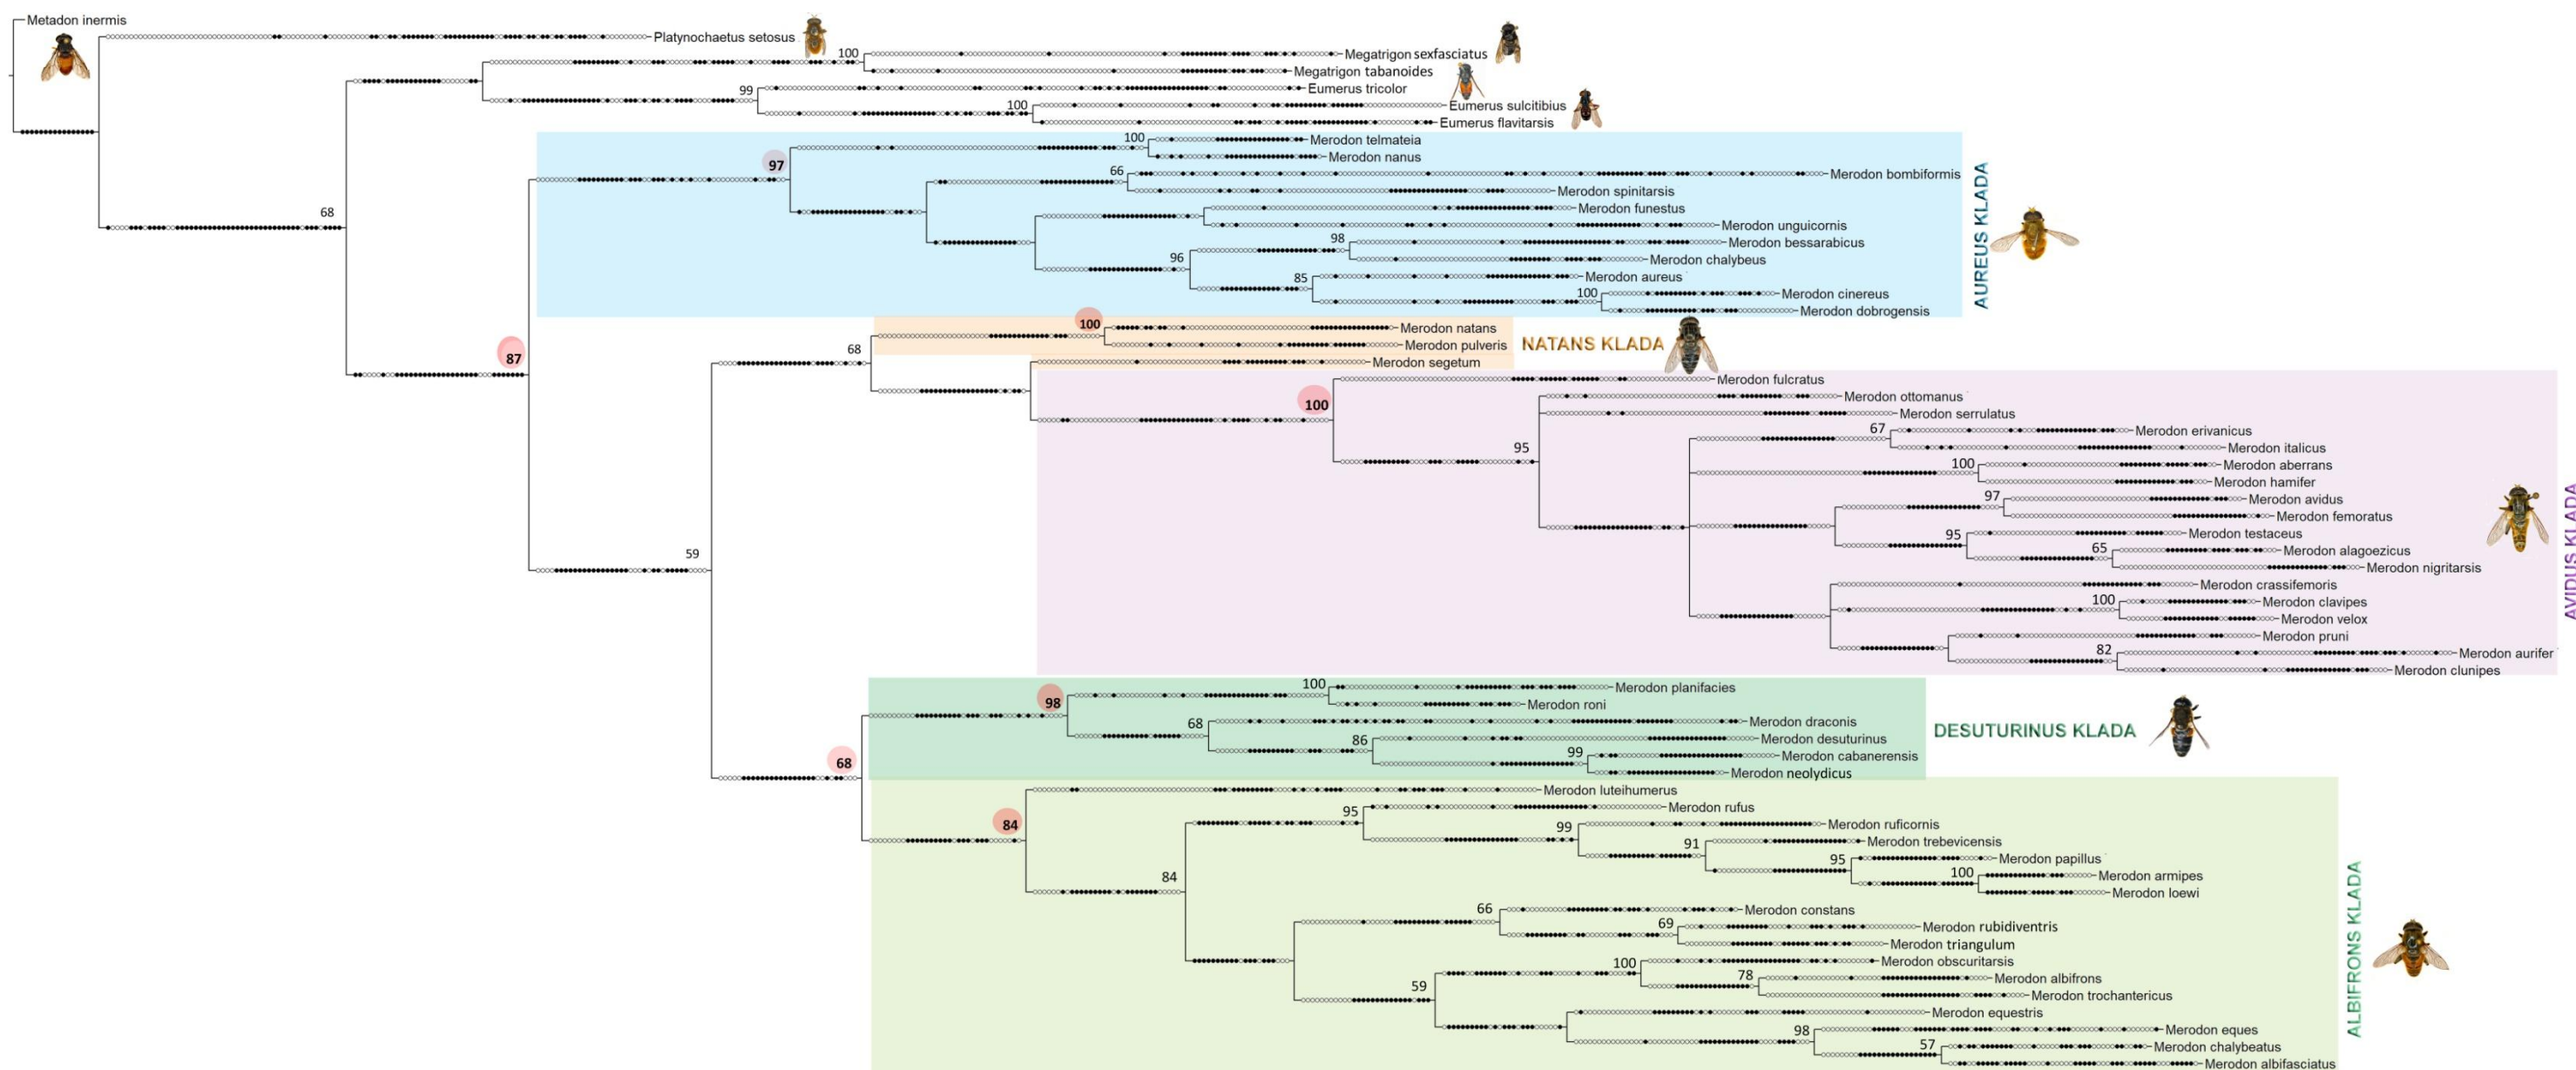 Metadon inermis
Platynochaetus setosus
100
Megatrigon sexfasciatus
Megatrigon tabanoides
99
Eumerus tricolor
100
Eumerus sulcitibius
Eumerus flavitarsis
68
97
100
Merodon telmateia
Merodon nanus
66
Merodon bombiformis
Merodon spinitarsis
Merodon funestus
Merodon unguicornis
98
Merodon bessarabicus
Merodon chalybeus
96
85
Merodon aureus
100
Merodon cinereus
Merodon dobrogensis
AUREUS KLADA
87
68
100
Merodon natans
Merodon pulveris
NATANS KLADA
Merodon segetum
100
Merodon fulcratus
Merodon ottomanus
Merodon serrulatus
95
67
Merodon erivanicus
Merodon italicus
100
Merodon aberrans
Merodon hamifer
97
Merodon avidus
Merodon femoratus
95
Merodon testaceus
65
Merodon alagoezicus
Merodon nigritarsis
Merodon crassifemoris
100
Merodon clavipes
Merodon velox
Merodon pruni
82
Merodon aurifer
Merodon clunipes
AVIDUS KLADA
59
68
98
100
Merodon planifacies
Merodon roni
68
Merodon draconis
86
Merodon desuturinus
99
Merodon cabanerensis
Merodon neolydicus
DESUTURINUS KLADA
84
Merodon luteihumerus
84
95
Merodon rufus
99
Merodon ruficornis
91
Merodon trebevicensis
95
Merodon papillus
100
Merodon armipes
Merodon loewi
66
Merodon constans
69
Merodon rubidiventris
Merodon triangulum
59
100
Merodon obscuritarsis
78
Merodon albifrons
Merodon trochantericus
Merodon equestris
98
Merodon eques
57
Merodon chalybeatus
Merodon albifasciatus
ALBIFRONS KLADA